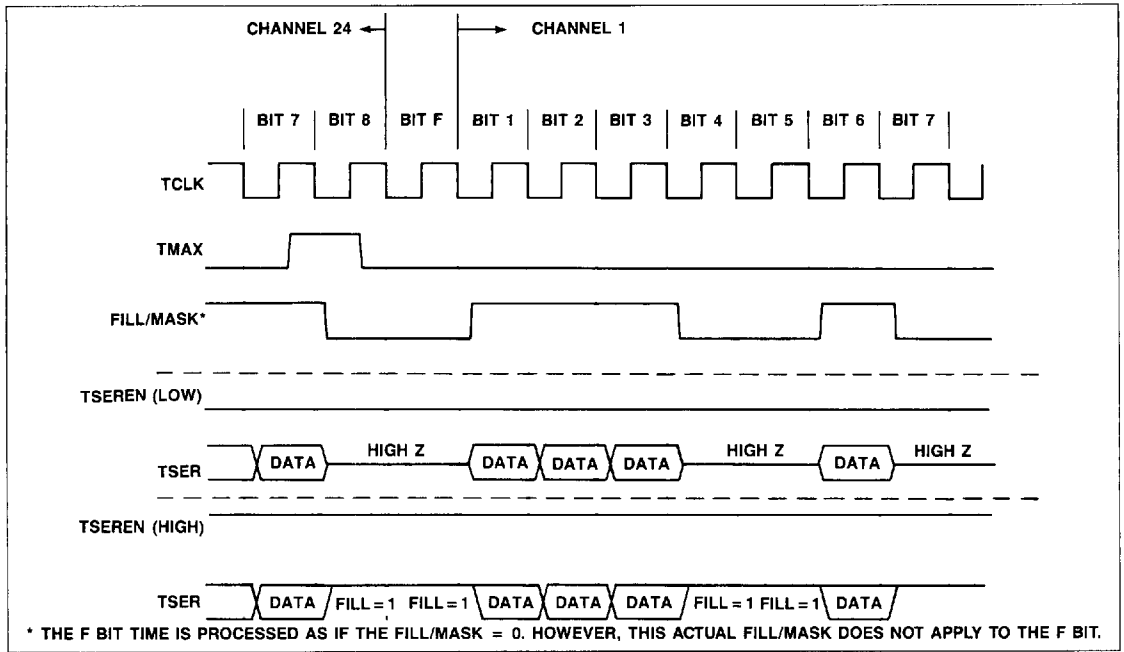 CHANNEL 24 CHANNEL 1
BIT 7 BIT 8 BIT F BIT 1 BIT 2 BIT 3 BIT 4 BIT 5 BIT 6 BIT 7
TCLK
TMAX
FILL/MASK*
TSEREN (LOW)
TSER DATA HIGH Z DATA DATA DATA HIGH Z DATA HIGH Z
TSEREN (HIGH)
TSER DATA FILL=1 FILL=1 DATA DATA DATA FILL=1 FILL=1 DATA
* THE F BIT TIME IS PROCESSED AS IF THE FILL/MASK = 0. HOWEVER, THIS ACTUAL FILL/MASK DOES NOT APPLY TO THE F BIT.